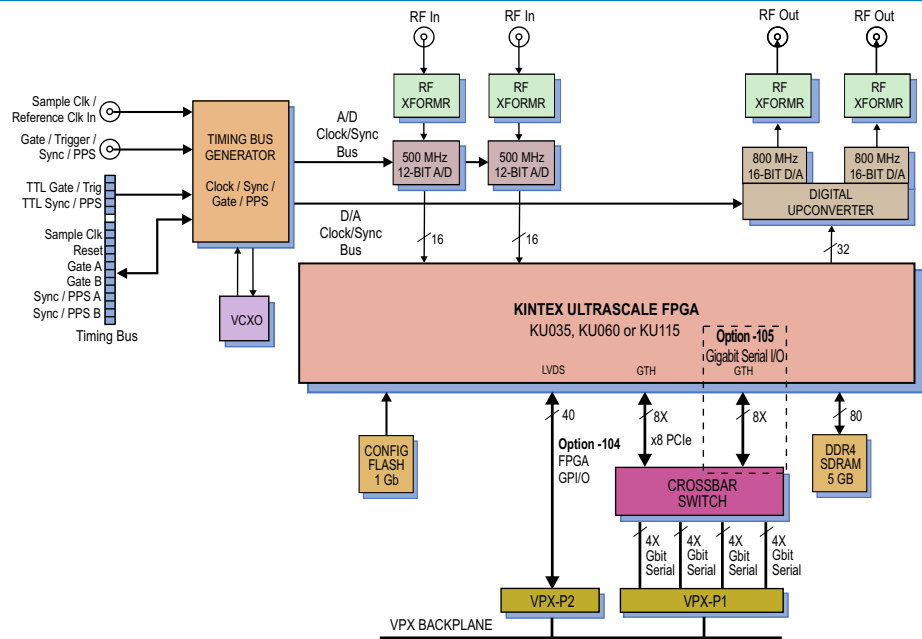 RF In
RF In
RF Out
RF Out
RF
XFORMR
RF
XFORMR
RF
XFORMR
RF
XFORMR
Sample Clk /
Reference Clk In
Gate / Trigger /
Sync / PPS
TTL Gate / Trig
TTL Sync / PPS
Sample Clk
Reset
Gate A
Gate B
Sync / PPS A
Sync / PPS B
Timing Bus
TIMING BUS
GENERATOR
Clock / Sync /
Gate / PPS
VCXO
A/D
Clock/Sync
Bus
D/A
Clock/Sync
Bus
500 MHz
12-BIT A/D
500 MHz
12-BIT A/D
800 MHz
16-BIT D/A
800 MHz
16-BIT D/A
DIGITAL
UPCONVERTER
16
16
32
KINTEX ULTRASCALE FPGA
KU035, KU060 or KU115
Option -105
Gigabit Serial I/O
LVDS
GTH
GTH
40
8X
8X
80
x8 PCIe
Option -104
FPGA
GPI/O
CONFIG
FLASH
1 Gb
DDR4
SDRAM
5 GB
CROSSBAR
SWITCH
4X
Gbit
Serial
4X
Gbit
Serial
4X
Gbit
Serial
4X
Gbit
Serial
VPX-P2
VPX-P1
VPX BACKPLANE